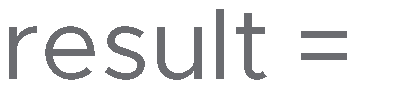 result =